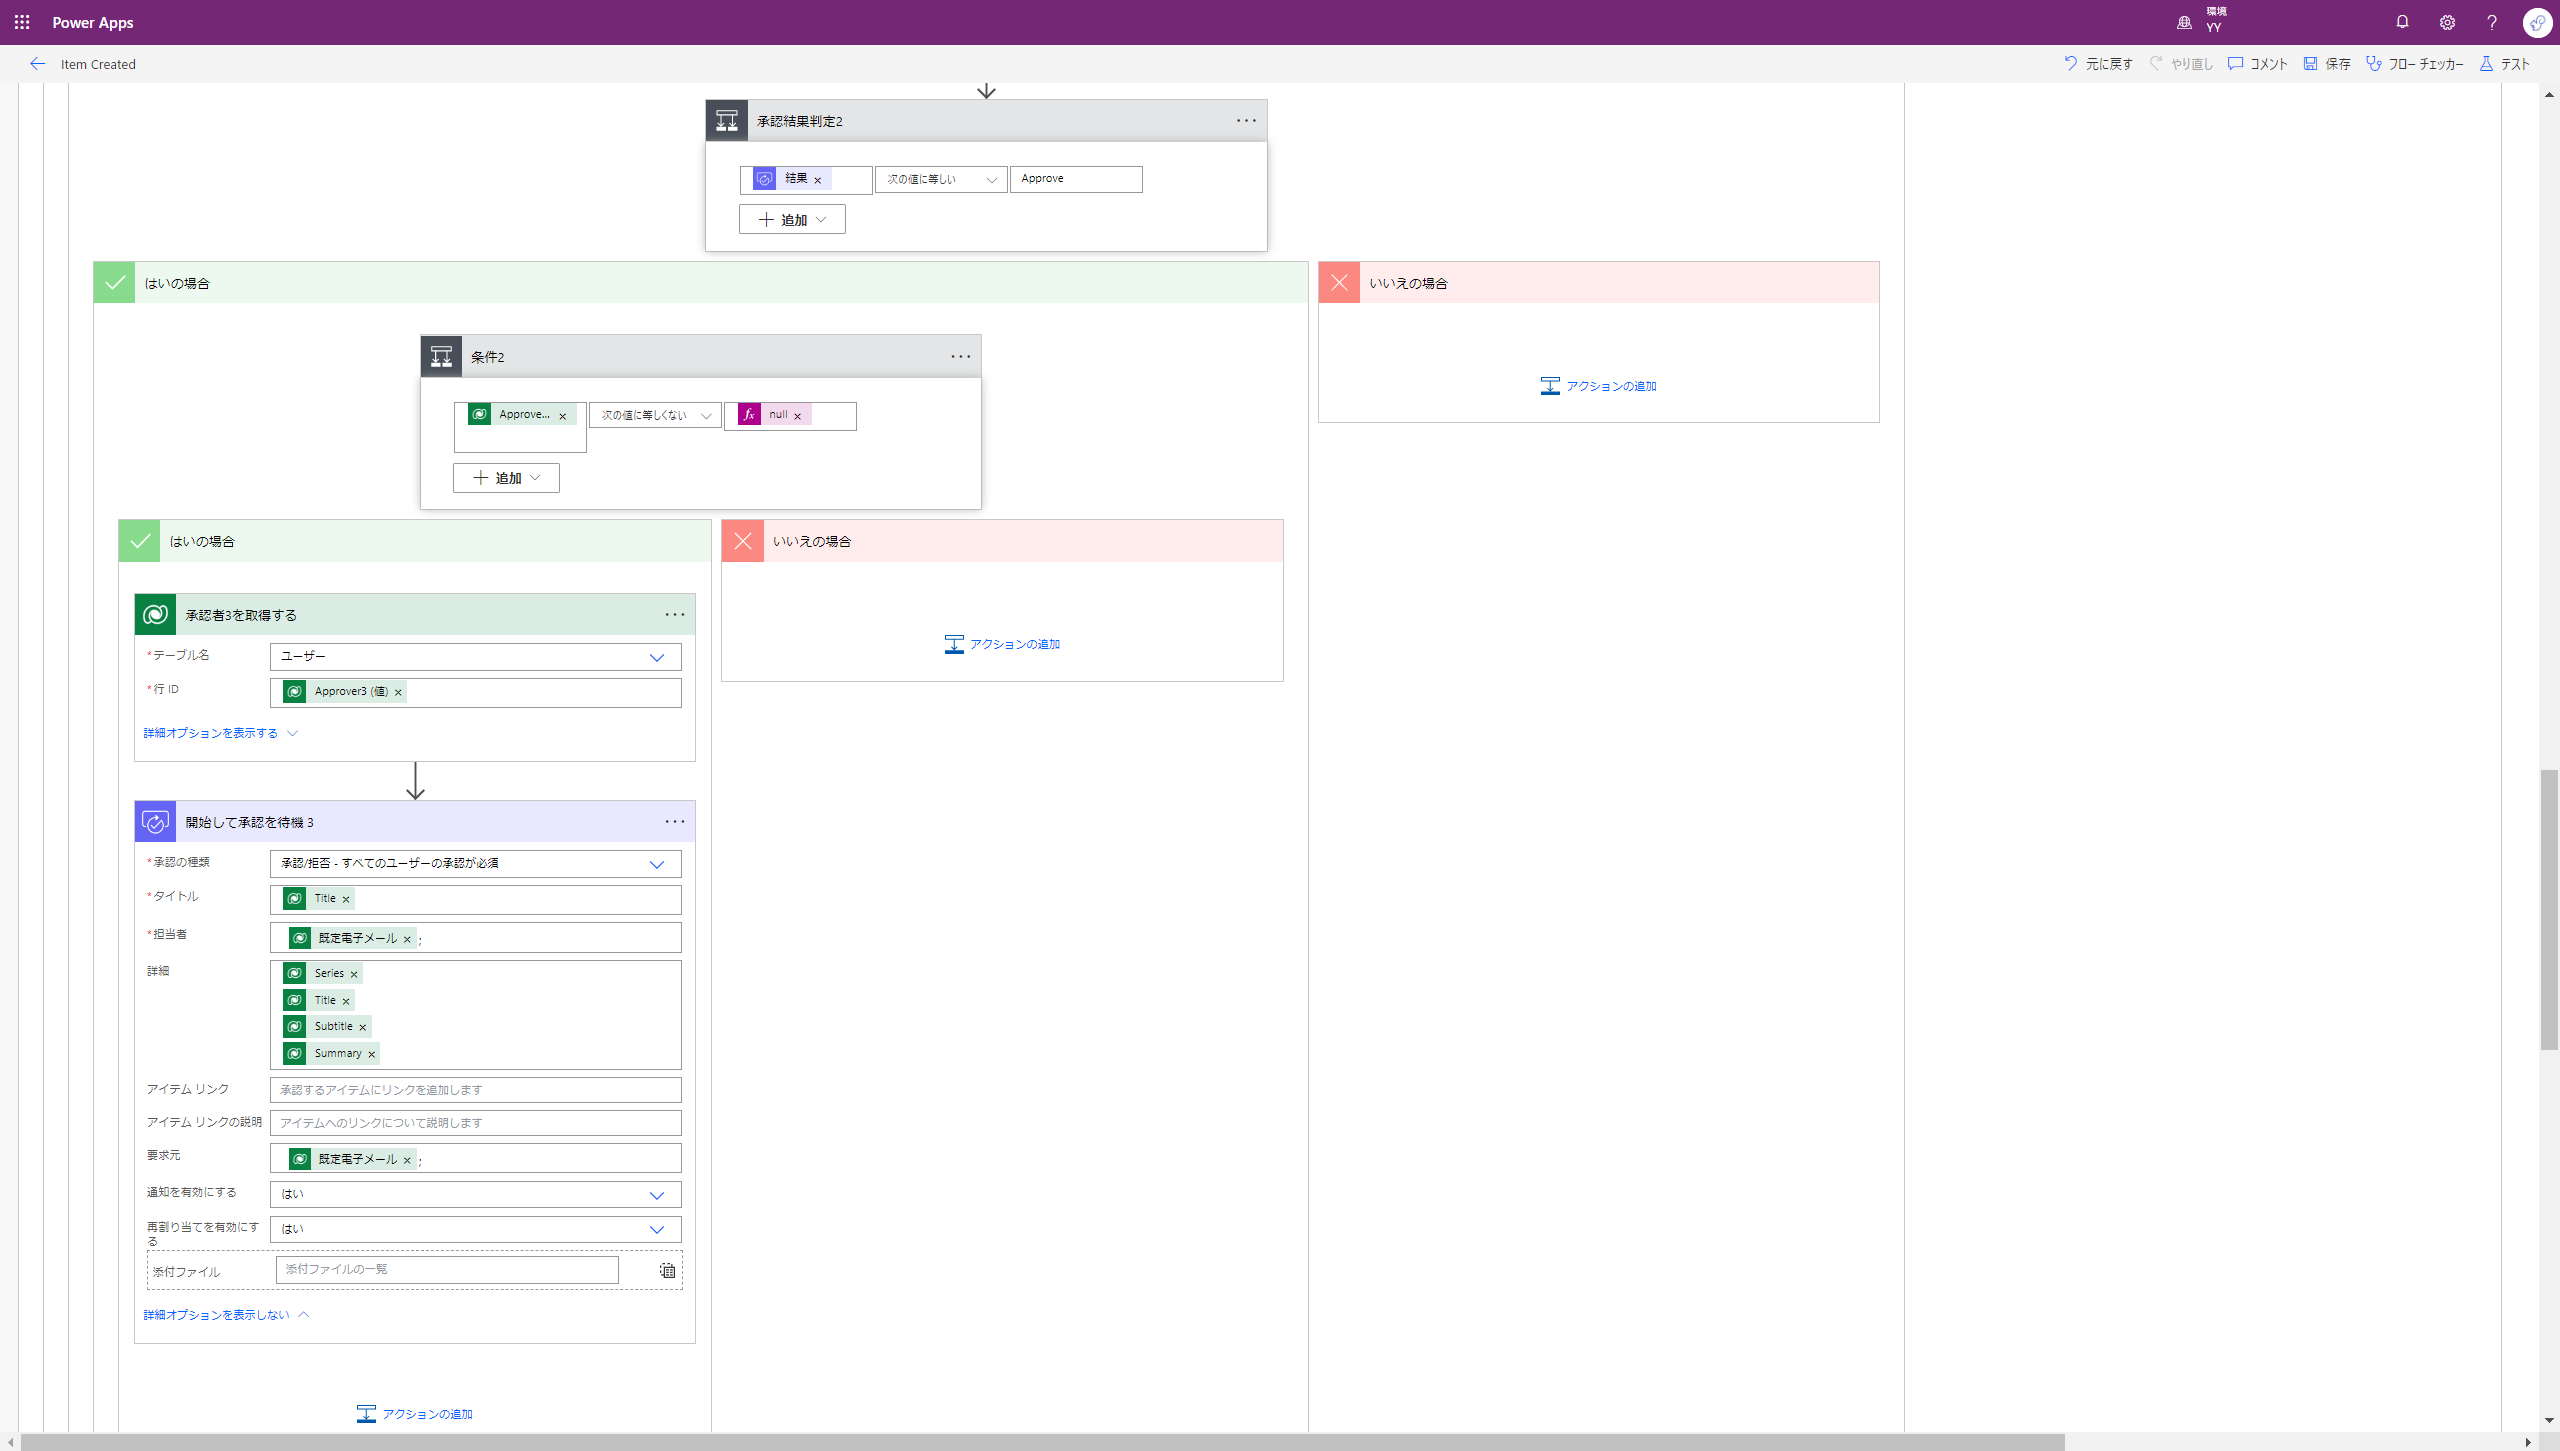 Power Apps
環境
YY
Item Created
元に戻す
やり直し
コメント
保存
フロー チェッカー
テスト
承認結果判定2
結果
次の値に等しい
Approve
追加
はいの場合
いいえの場合
アクションの追加
条件2
Approve...
次の値に等しくない
fx
null
追加
はいの場合
いいえの場合
アクションの追加
承認者3を取得する
*テーブル名
ユーザー
*行 ID
Approver3 (値)
詳細オプションを表示する
開始して承認を待機 3
*承認の種類
承認/拒否 - すべてのユーザーの承認が必須
*タイトル
Title
*担当者
既定電子メール ;
詳細
Series
Title
Subtitle
Summary
アイテム リンク
承認するアイテムにリンクを追加します
アイテム リンクの説明
アイテムへのリンクについて説明します
要求元
既定電子メール ;
通知を有効にする
はい
再割り当てを有効にす
る
はい
添付ファイル
添付ファイルの一覧
詳細オプションを表示しない
アクションの追加